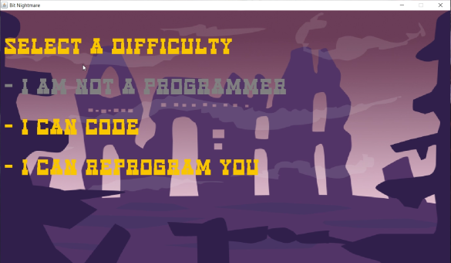 Bit Nightmare
SELECT A DIFFICULTY
- I AM NOT A PROGRAMMER
- I CAN CODE
- I CAN REPROGRAM YOU